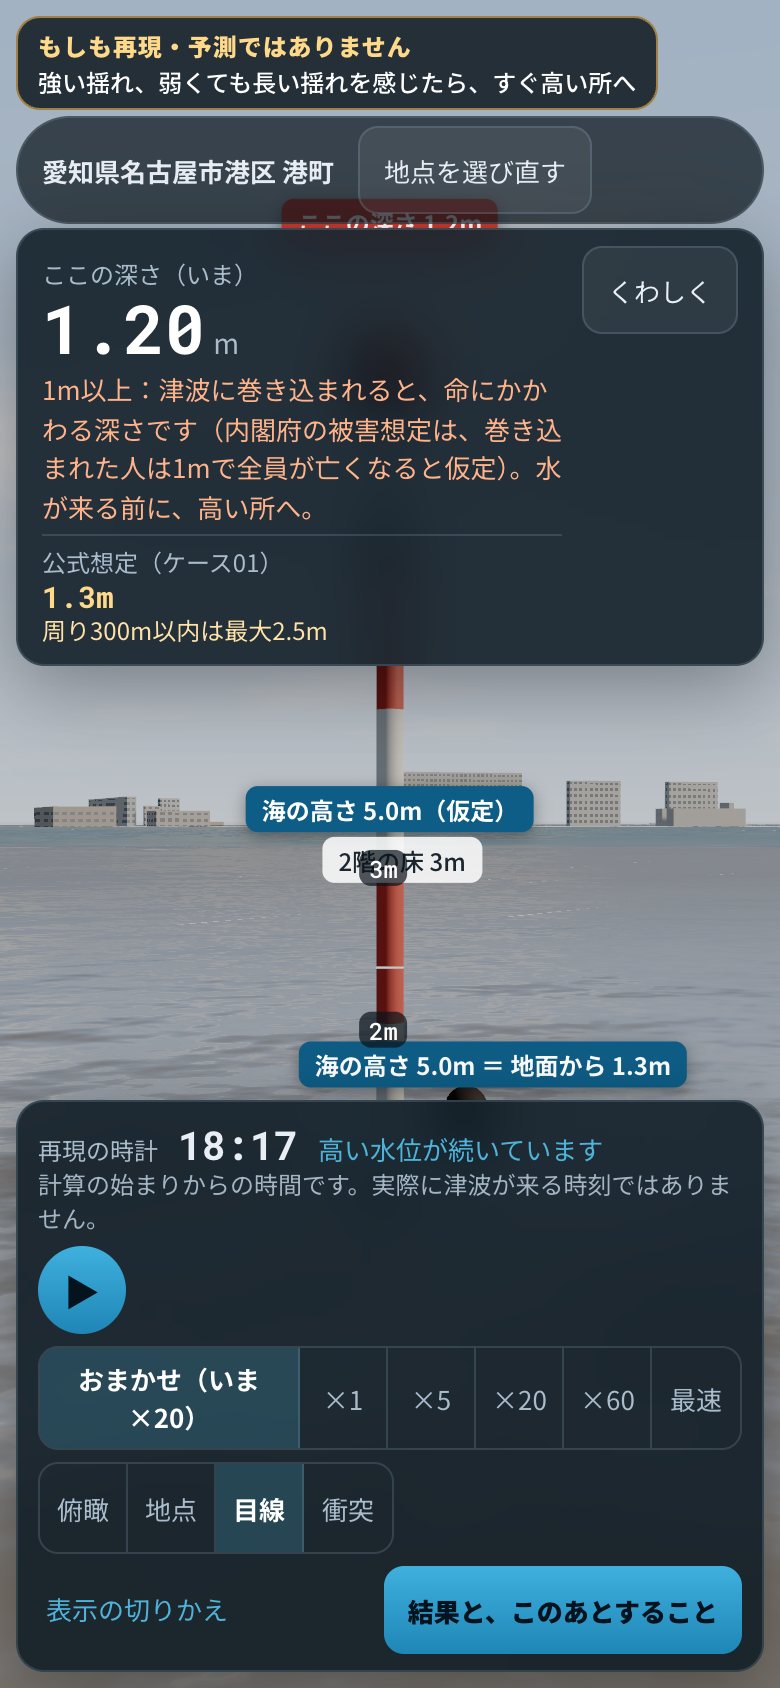 もしも再現・予測ではありません
強い揺れ、弱くても長い揺れを感じたら、すぐ高い所へ
愛知県名古屋市港区 港町
地点を選び直す
ここの深さ 1.2m
ここの深さ（いま）
くわしく
1.20 m
1m以上：津波に巻き込まれると、命にかか
わる深さです（内閣府の被害想定は、巻き込
まれた人は1mで全員が亡くなると仮定）。水
が来る前に、高い所へ。
公式想定（ケース01）
1.3m
周り300m以内は最大2.5m
海の高さ 5.0m（仮定）
2階の床 3m
3m
2m
海の高さ 5.0m ＝ 地面から 1.3m
再現の時計 18:17 高い水位が続いています
計算の始まりからの時間です。実際に津波が来る時刻ではありま
せん。
おまかせ（いま
×20）
×1
×5
×20
×60
最速
俯瞰
地点
目線
衝突
表示の切りかえ
結果と、このあとすること